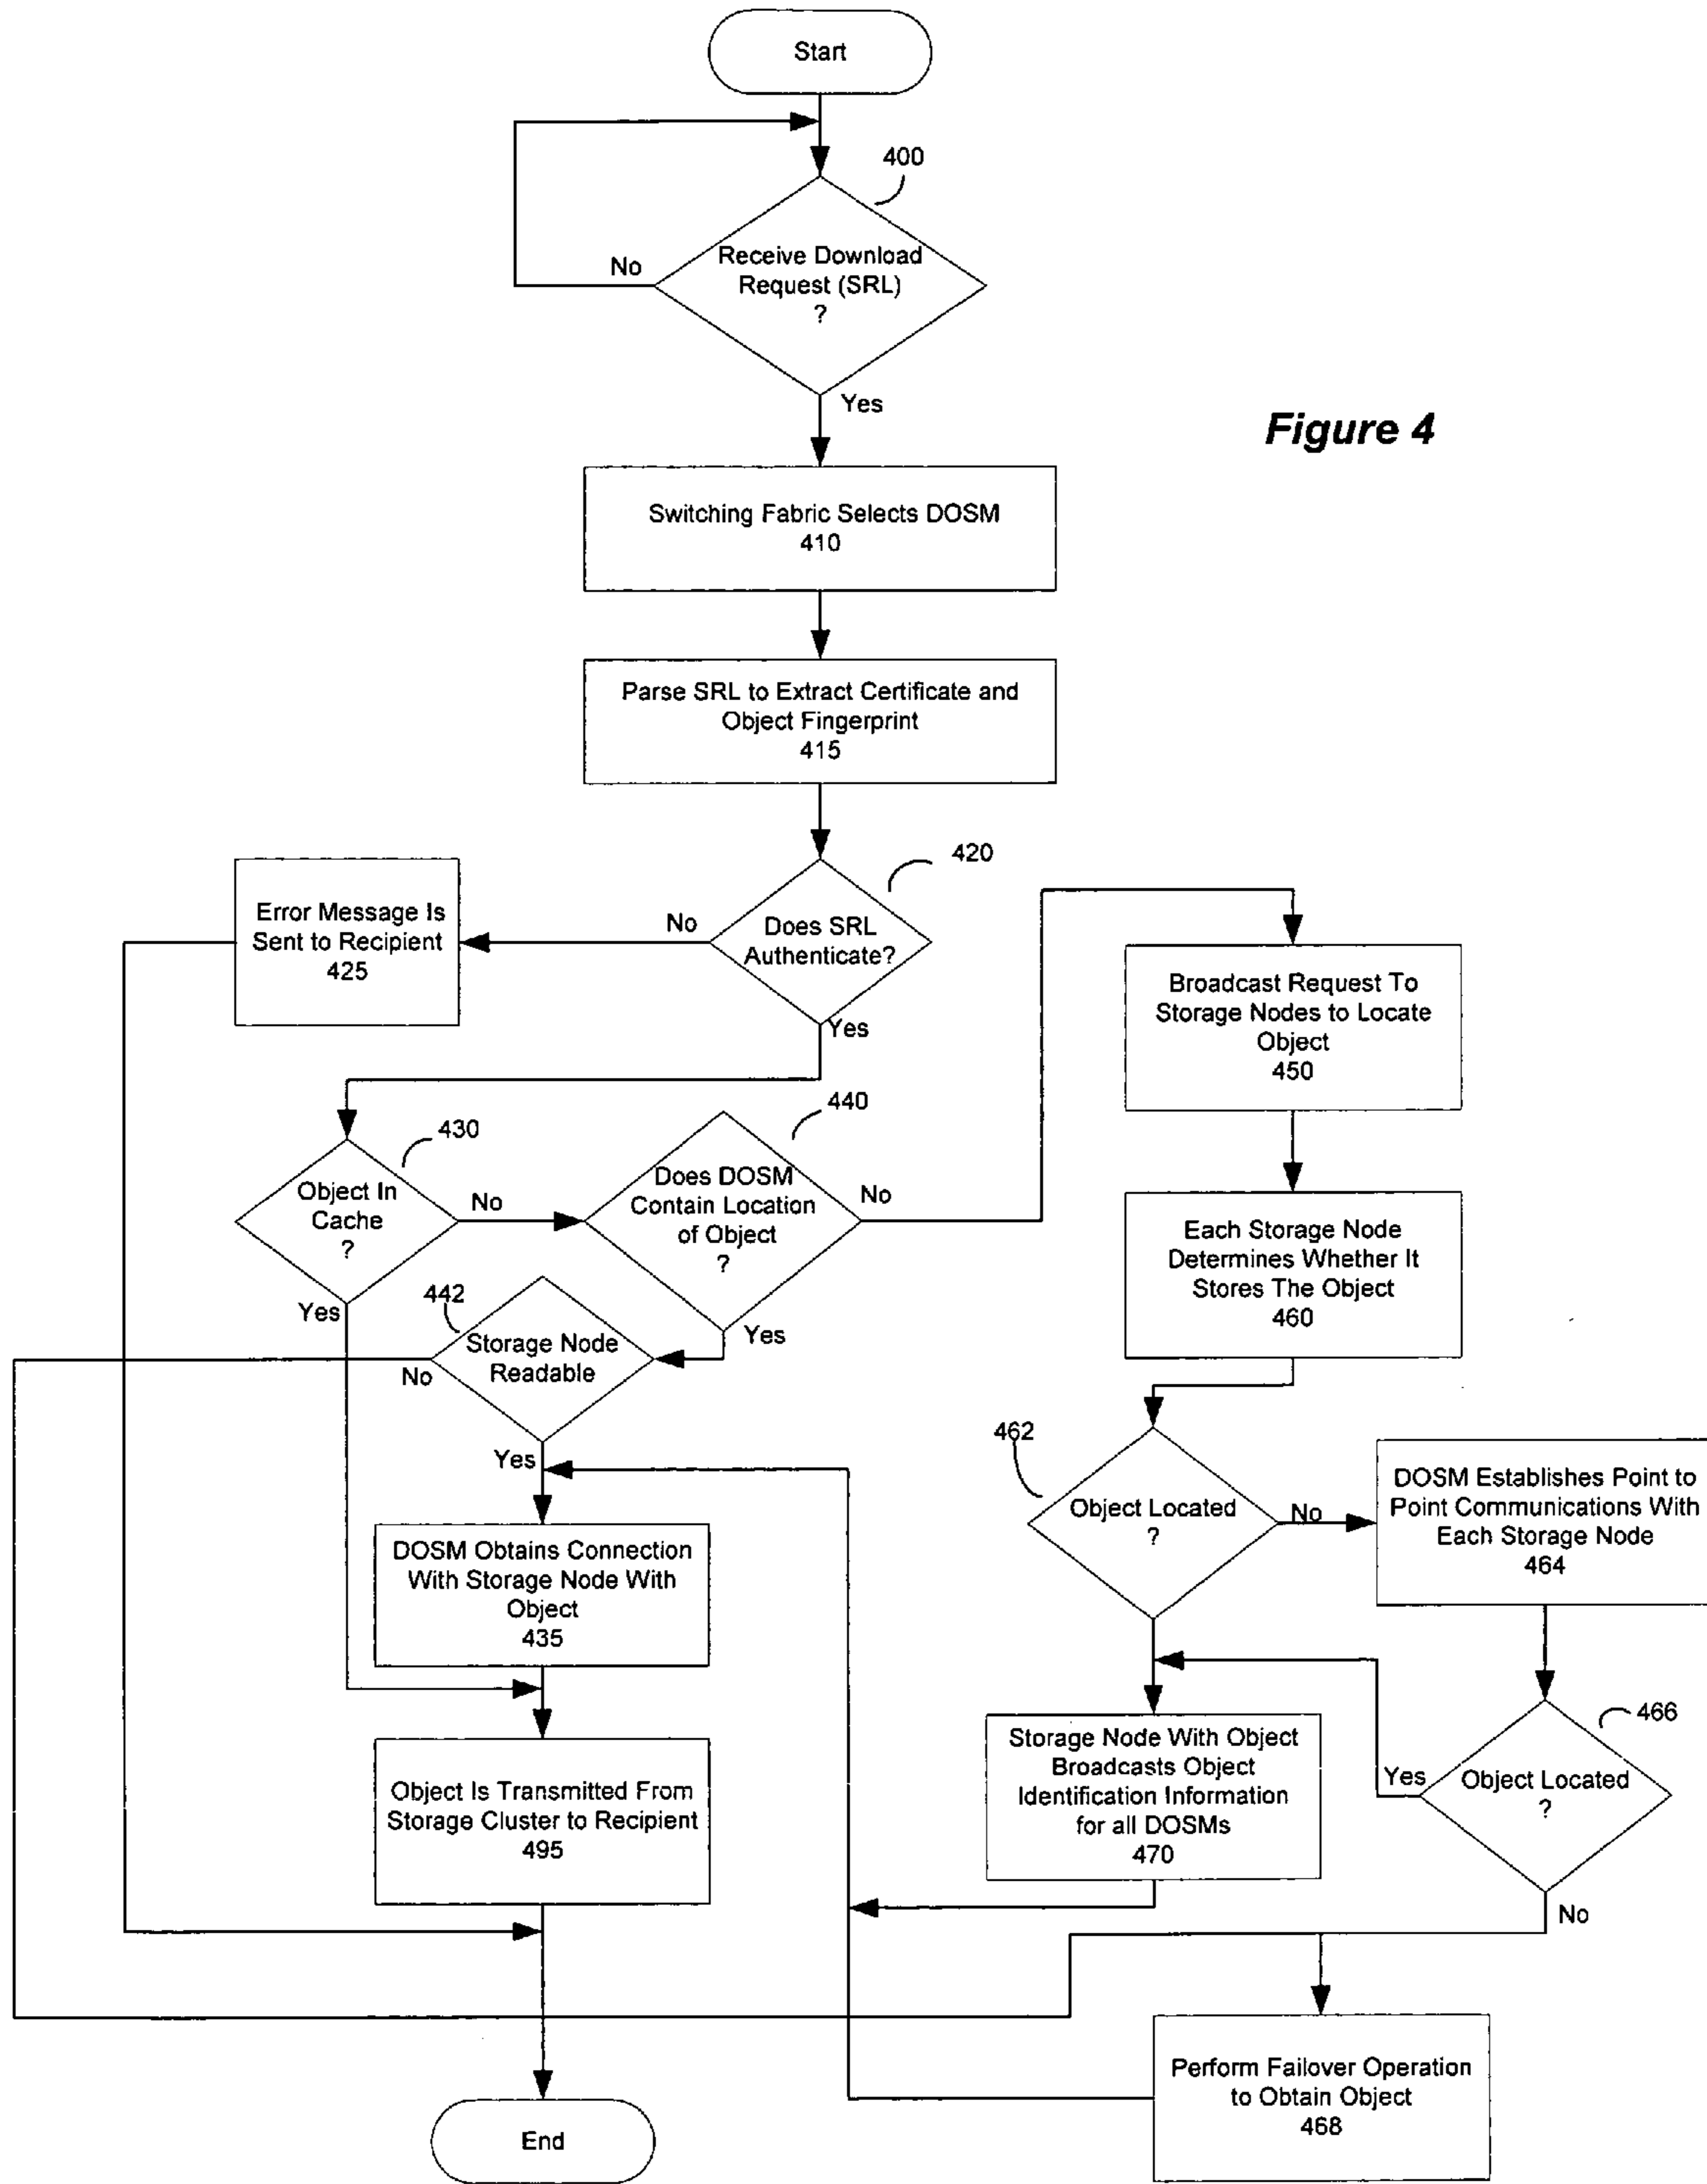 Start
400
Receive Download
Request (SRL)
?
No
Yes
Figure 4
Switching Fabric Selects DOSM
410
Parse SRL to Extract Certificate and
Object Fingerprint
415
420
Does SRL
Authenticate?
No
Yes
Error Message Is
Sent to Recipient
425
Broadcast Request To
Storage Nodes to Locate
Object
450
430
Object In
Cache
?
No
Yes
440
Does DOSM
Contain Location
of Object
?
No
Yes
Each Storage Node
Determines Whether It
Stores The Object
460
442
Storage Node
Readable
No
Yes
462
Object Located
?
No
DOSM Establishes Point to
Point Communications With
Each Storage Node
464
DOSM Obtains Connection
With Storage Node With
Object
435
466
Object Located
?
Yes
No
Storage Node With Object
Broadcasts Object
Identification Information
for all DOSMs
470
Object Is Transmitted From
Storage Cluster to Recipient
495
Perform Failover Operation
to Obtain Object
468
End